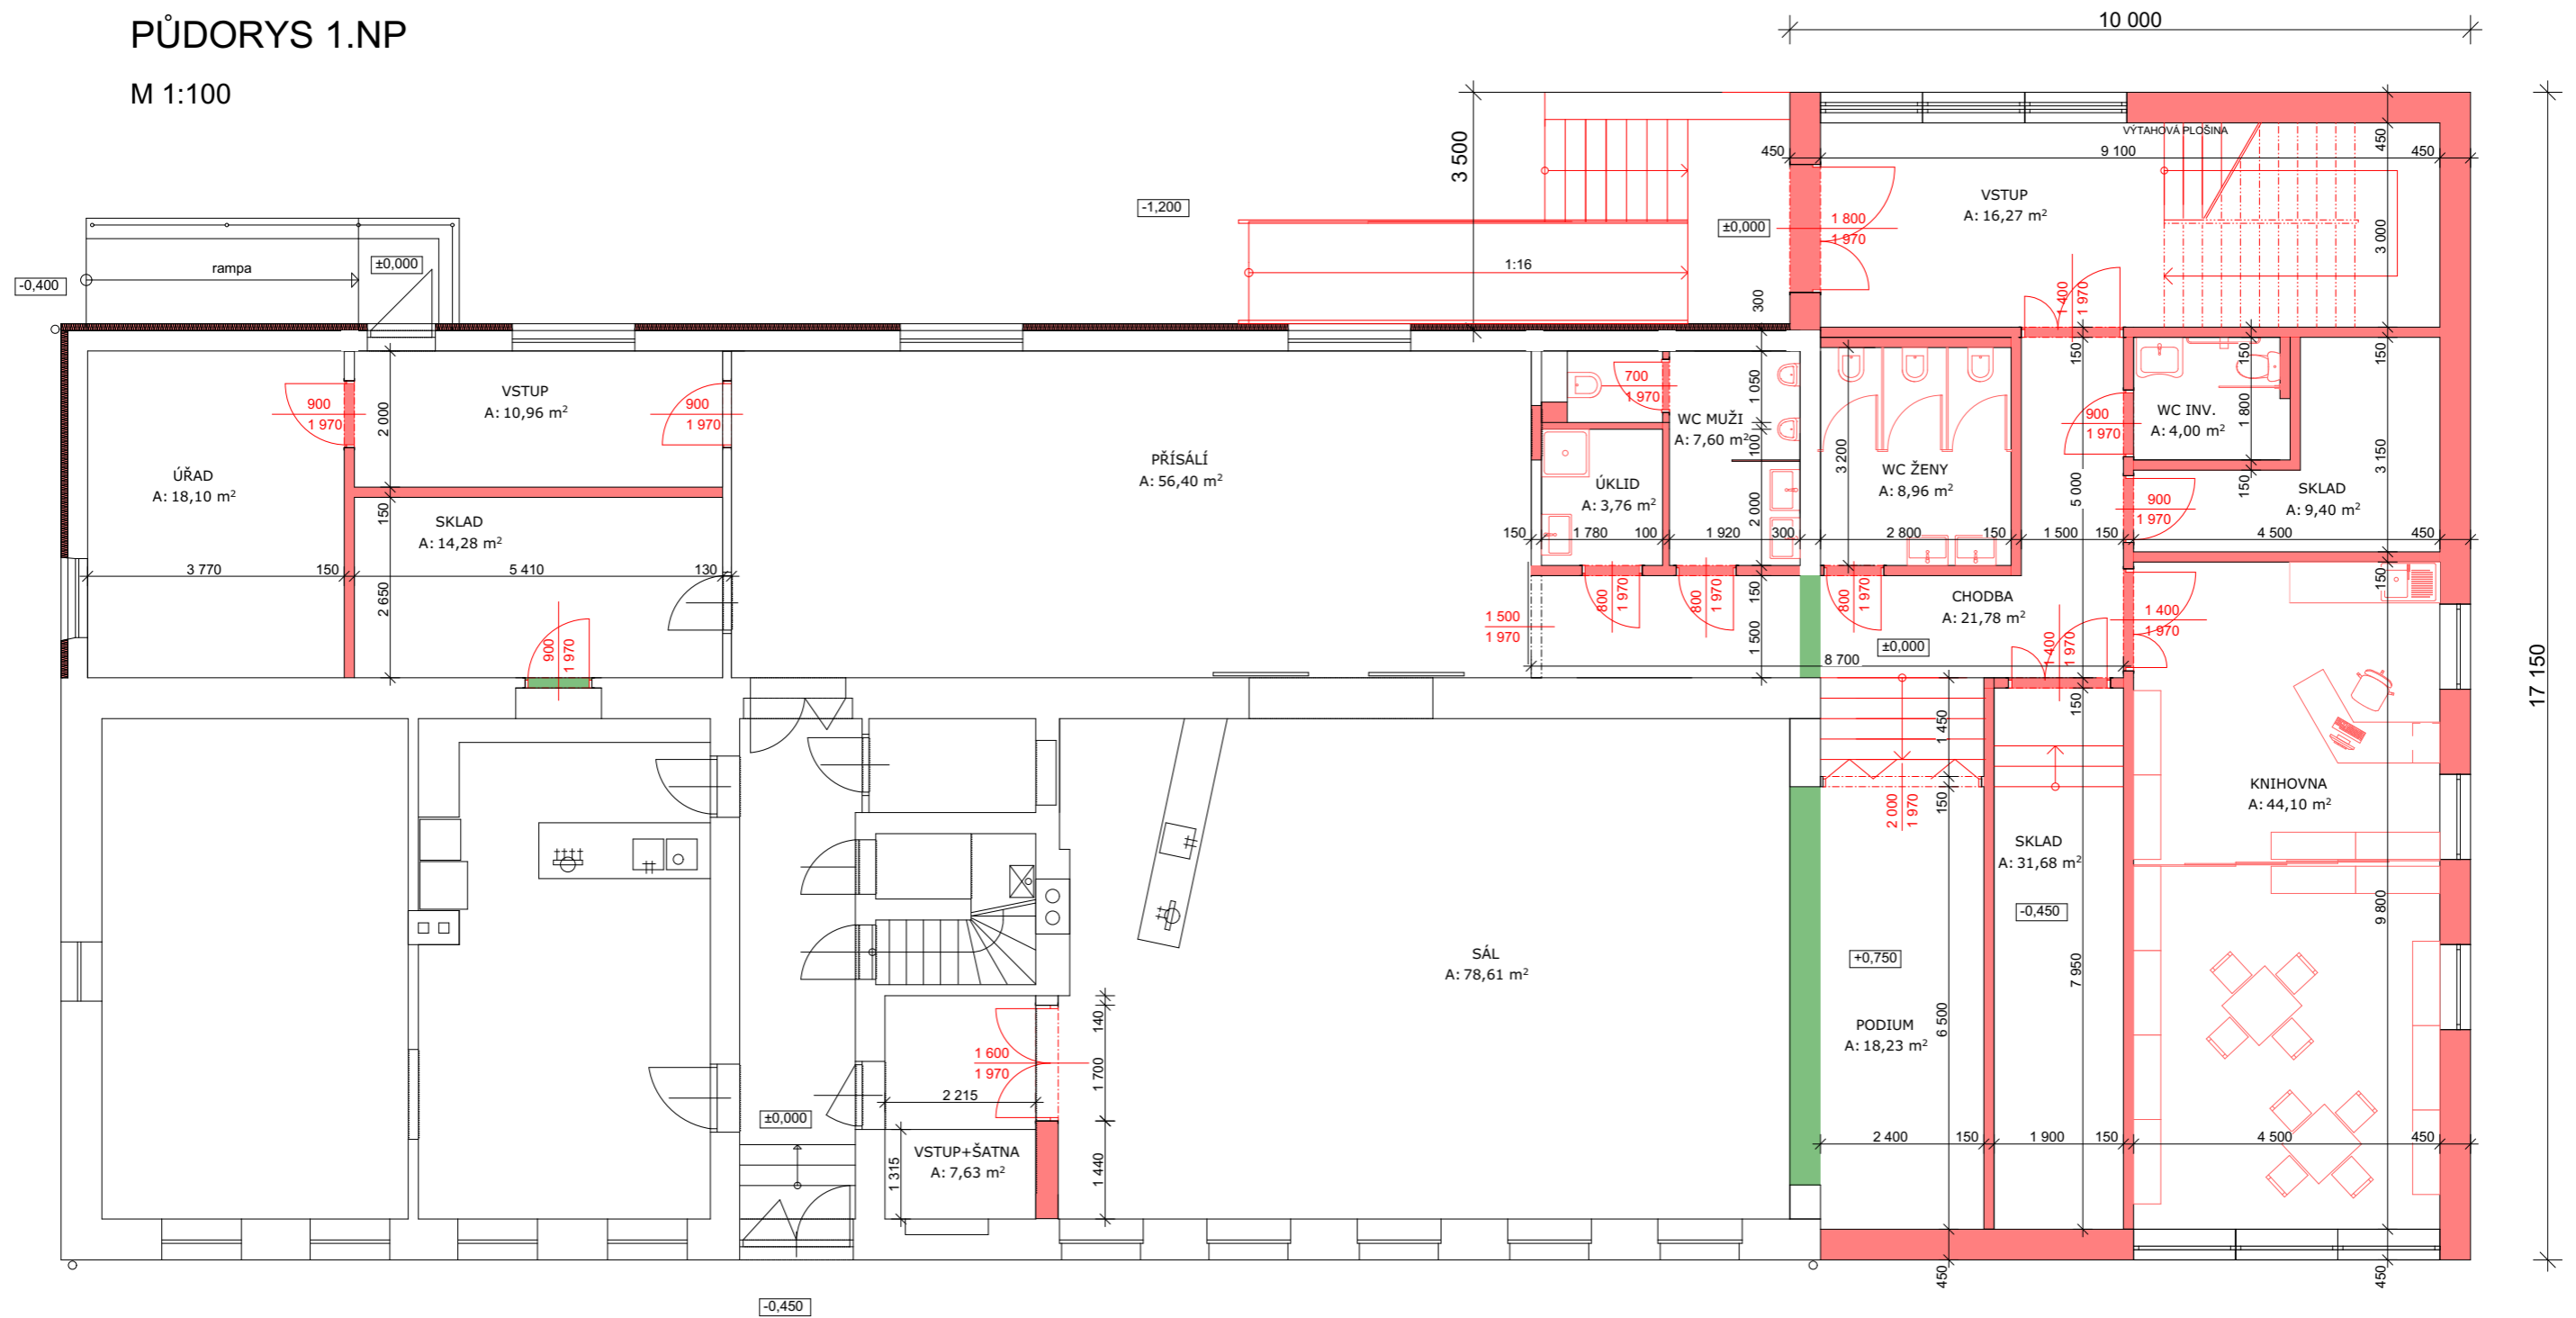 PŮDORYS 1.NP
M 1:100
10 000
3 500
450
9 100
450
450
VÝTAHOVÁ PLOŠINA
VSTUP
A: 16,27 m²
1 800
1 970
±0,000
-1,200
3 000
17 150
1:16
300
1 400
1 970
-0,400
rampa
±0,000
VSTUP
A: 10,96 m²
900
1 970
2 000
900
1 970
ÚŘAD
A: 18,10 m²
SKLAD
A: 14,28 m²
150
3 770
150
5 410
130
2 650
900
1 970
PŘÍSÁLÍ
A: 56,40 m²
700
1 970
WC MUŽI
A: 7,60 m²
1 050
100
2 000
ÚKLID
A: 3,76 m²
150
1 780
100
1 920
300
3 200
WC ŽENY
A: 8,96 m²
2 800
150
1 500
150
150
5 000
900
1 970
WC INV.
A: 4,00 m²
150
1 800
150
150
3 150
SKLAD
A: 9,40 m²
900
1 970
4 500
450
1 500
1 970
800
1 970
800
1 970
150
1 500
800
1 970
CHODBA
A: 21,78 m²
±0,000
8 700
1 400
1 970
1 400
1 970
150
150
1 450
150
2 000
1 970
KNIHOVNA
A: 44,10 m²
SKLAD
A: 31,68 m²
-0,450
9 800
SÁL
A: 78,61 m²
+0,750
7 950
6 500
PODIUM
A: 18,23 m²
140
1 600
1 970
1 700
2 215
±0,000
1 315
VSTUP+ŠATNA
A: 7,63 m²
1 440
2 400
150
1 900
150
4 500
450
450
450
-0,450